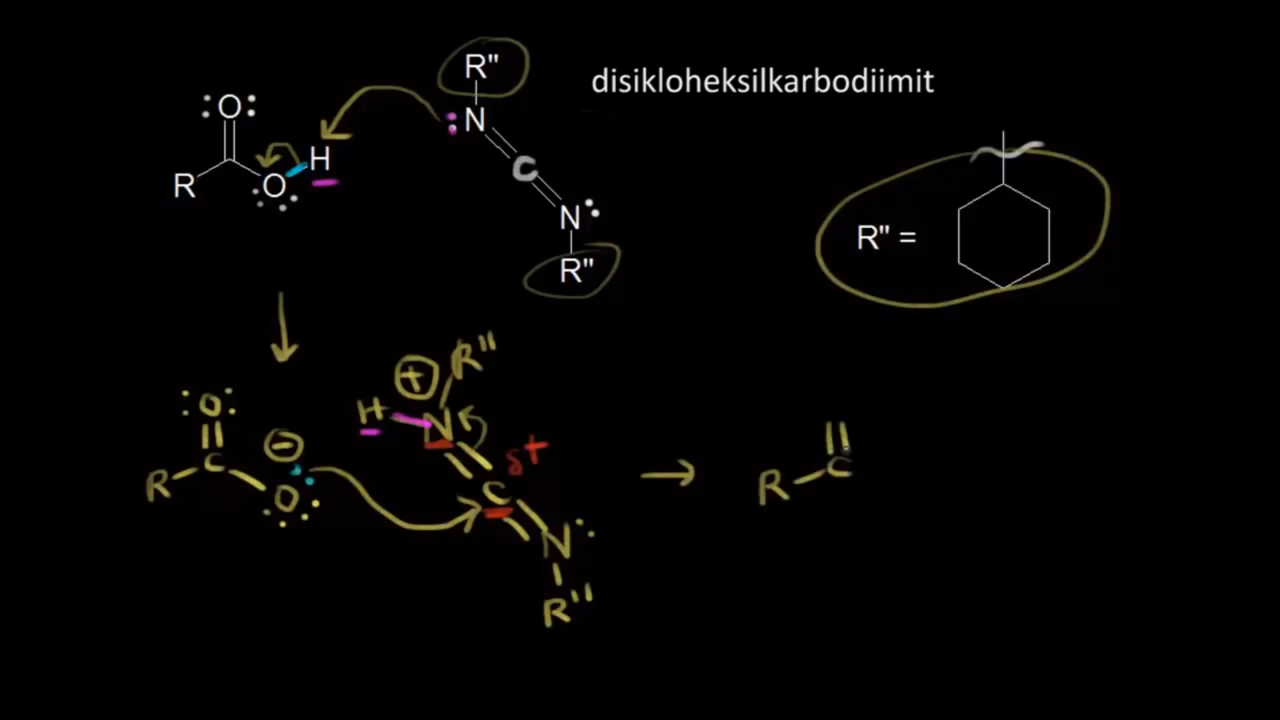 disikloheksilkarbodiimit
R"
O
N
H
C
R
O
N
R"
R" =
R"
+
H
N
O
δ+
−
C
R
O
C
N
R"
R
C